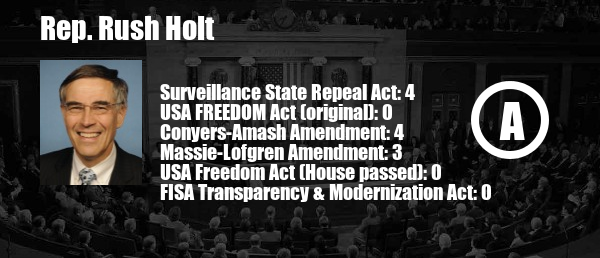 Rep. Rush Holt
Surveillance State Repeal Act: 4
USA FREEDOM Act (original): 0
Conyers-Amash Amendment: 4
Massie-Lofgren Amendment: 3
USA Freedom Act (House passed): 0
FISA Transparency & Modernization Act: 0
A